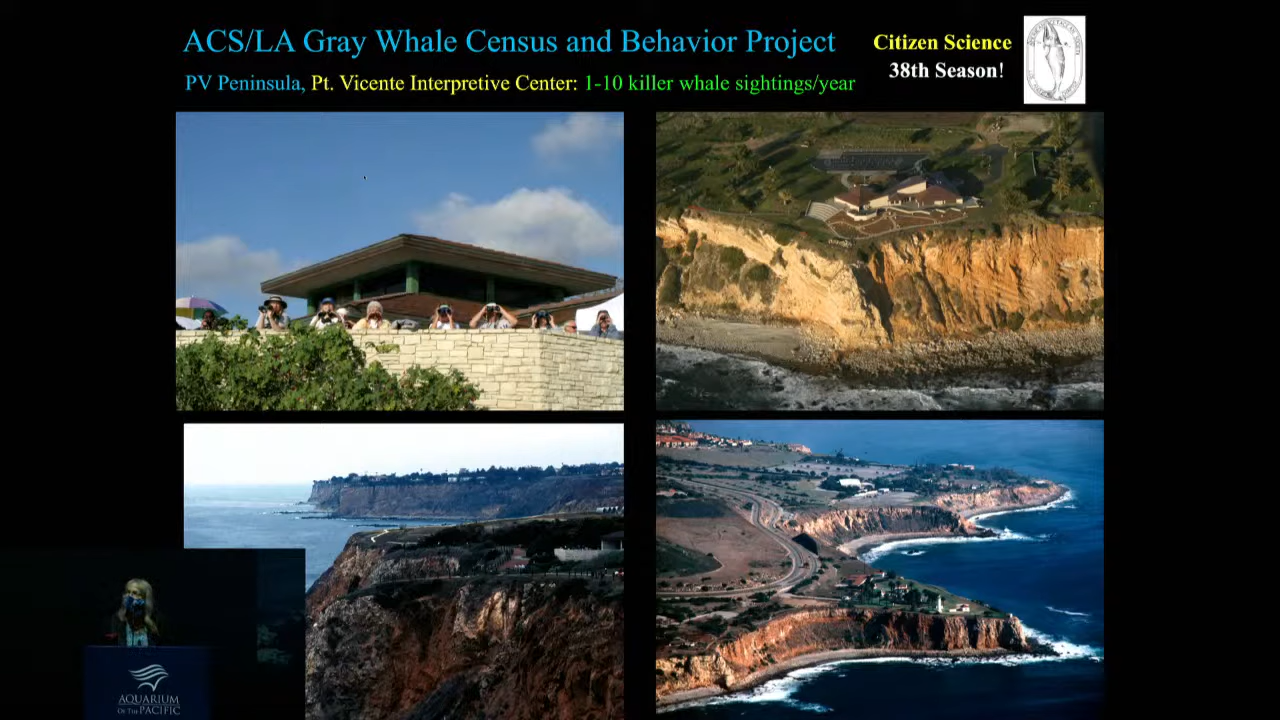 ACS/LA Gray Whale Census and Behavior Project
PV Peninsula, Pt. Vicente Interpretive Center: 1-10 killer whale sightings/year
Citizen Science
38th Season!
AQUARIUM
OF THE PACIFIC